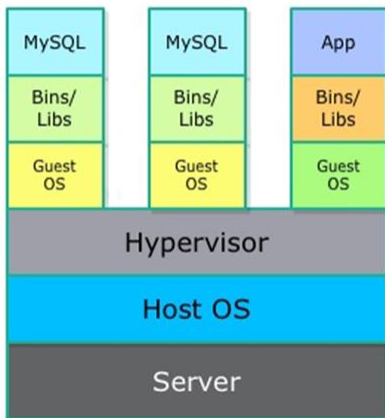 MySQL
Bins/
Libs
Guest
OS
MySQL
Bins/
Libs
Guest
OS
App
Bins/
Libs
Guest
OS
Hypervisor
Host OS
Server